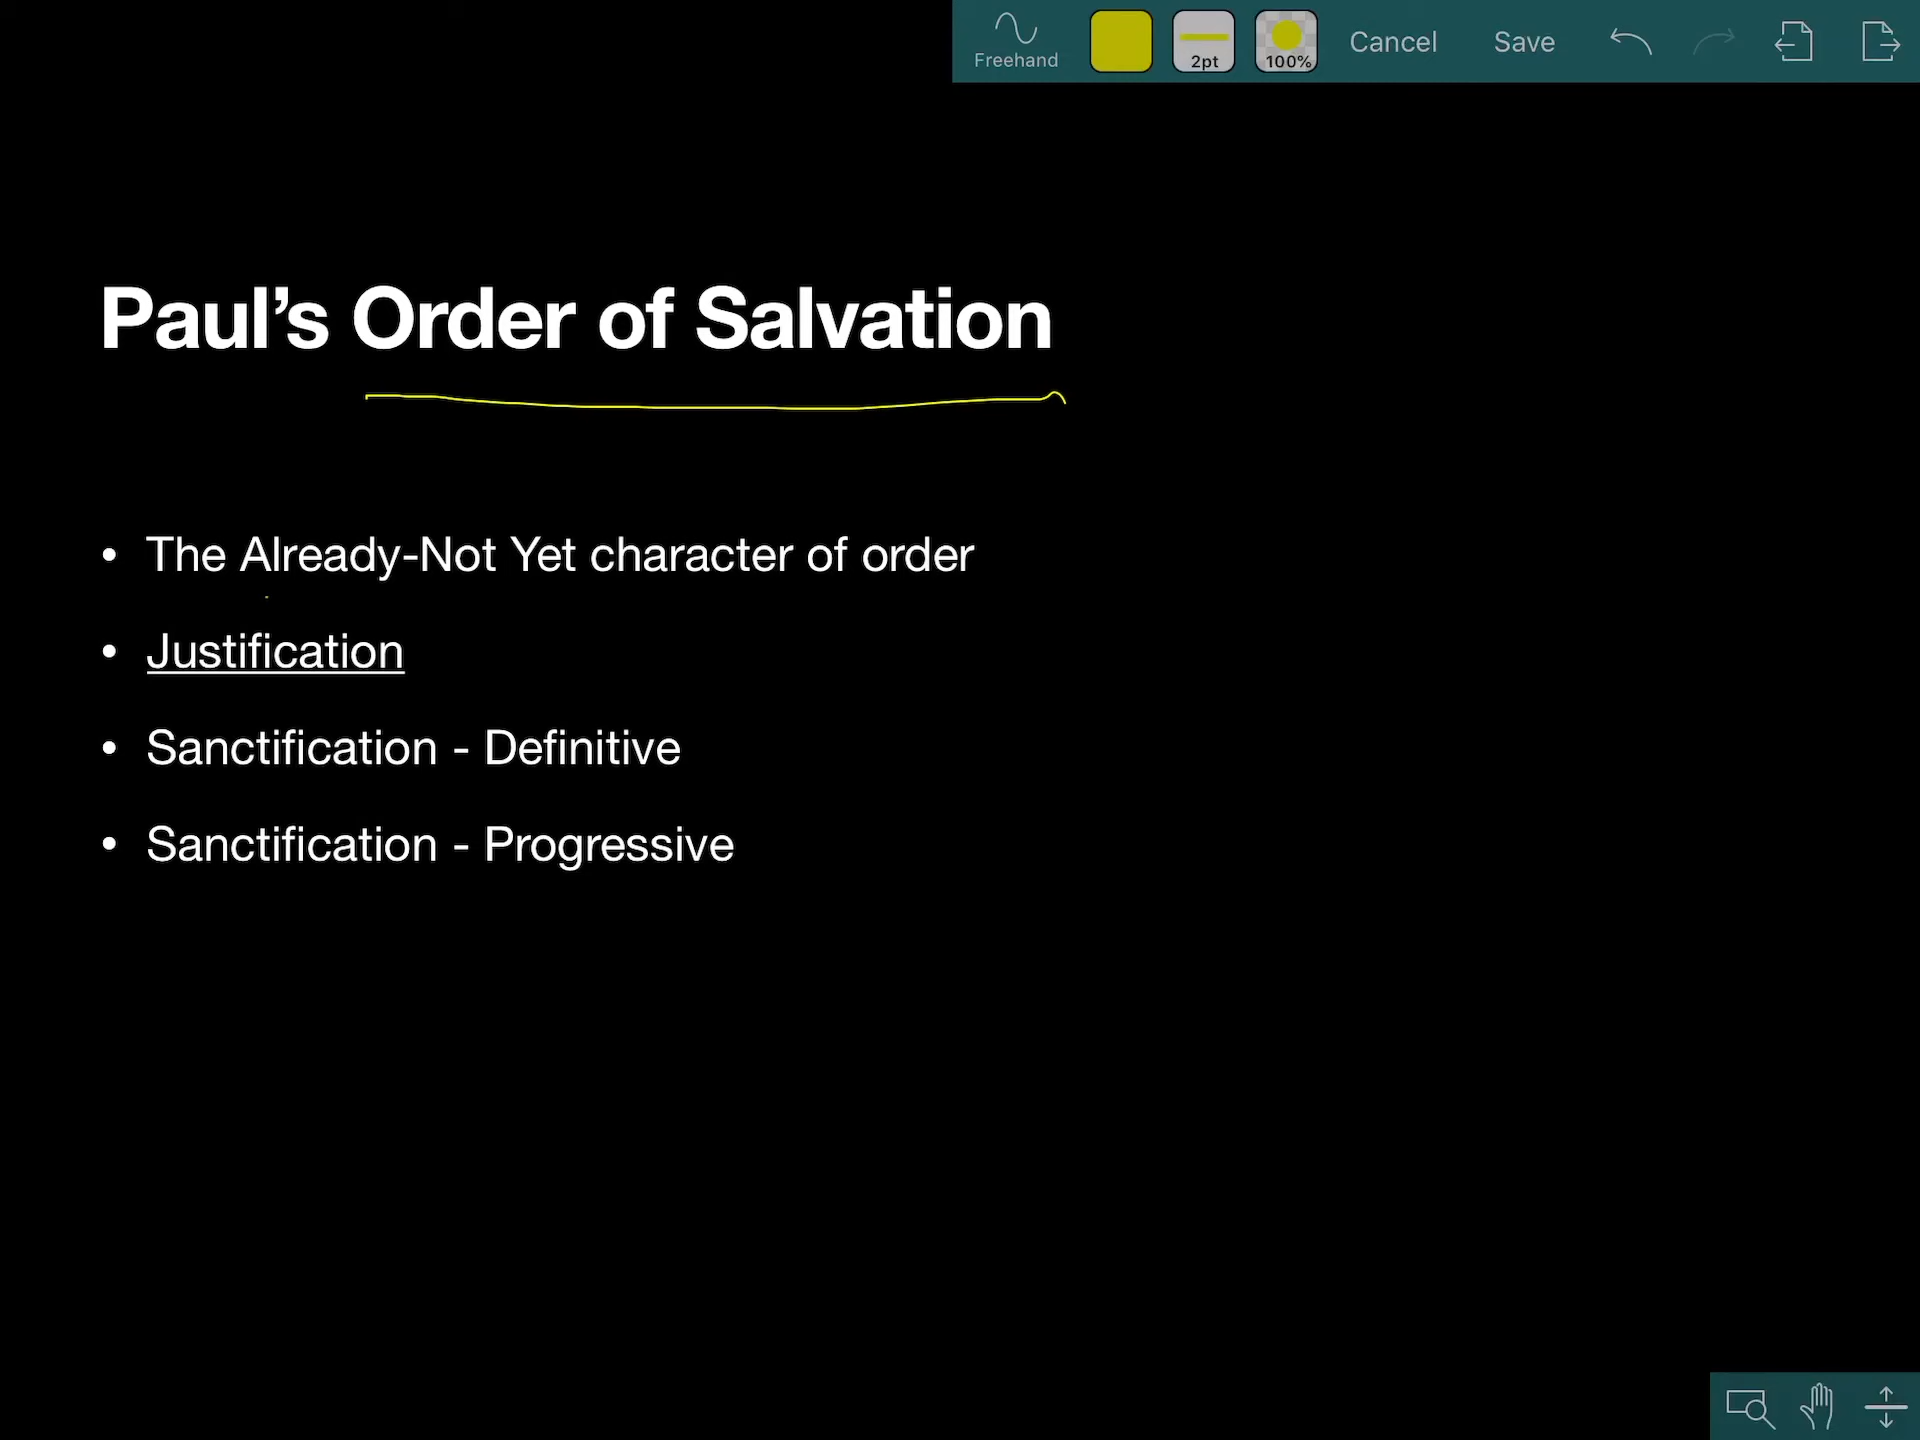 Freehand
2pt
100%
Cancel
Save
Paul’s Order of Salvation
• The Already-Not Yet character of order
• Justification
• Sanctification - Definitive
• Sanctification - Progressive